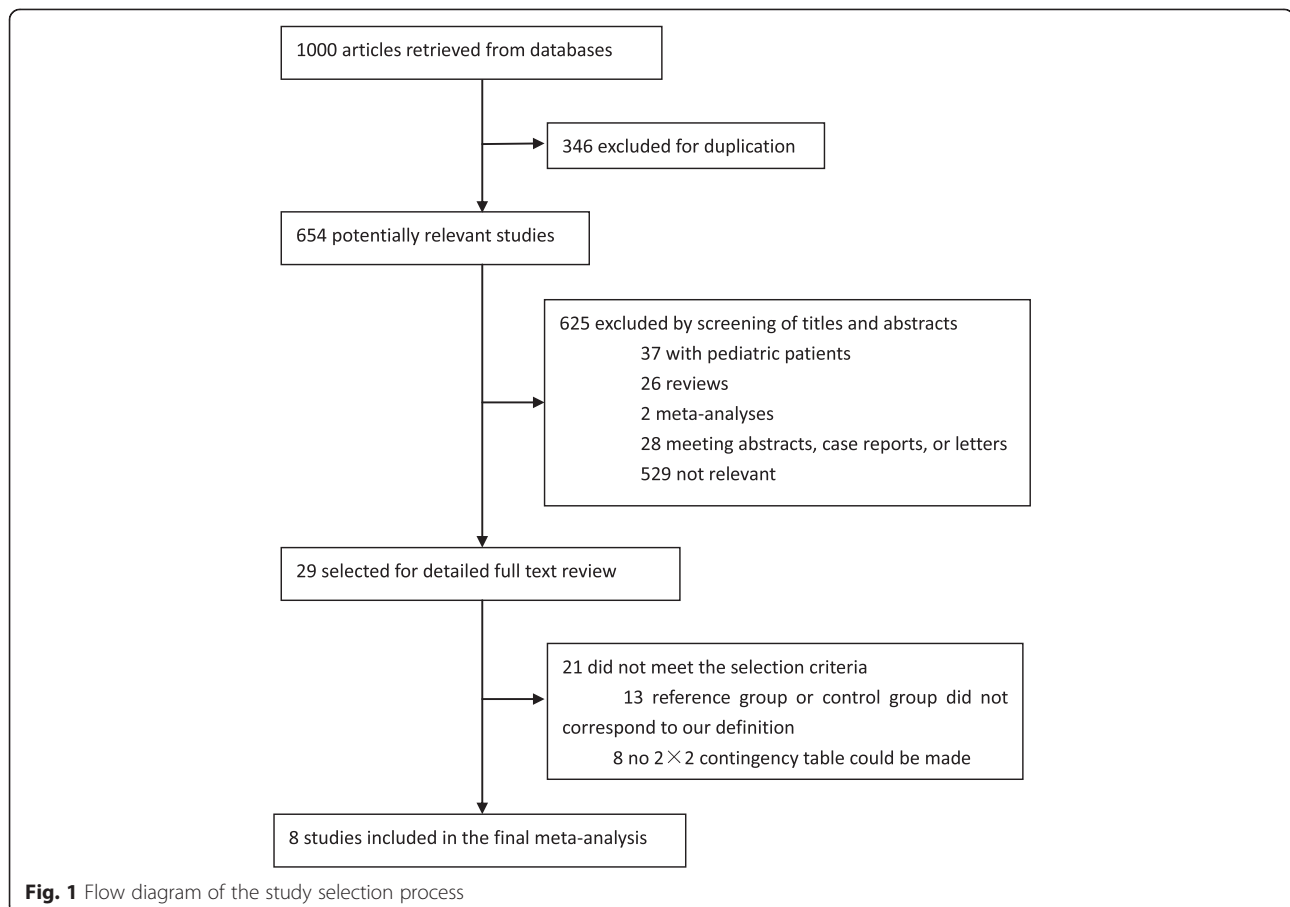 1000 articles retrieved from databases
346 excluded for duplication
654 potentially relevant studies
625 excluded by screening of titles and abstracts
37 with pediatric patients
26 reviews
2 meta-analyses
28 meeting abstracts, case reports, or letters
529 not relevant
29 selected for detailed full text review
21 did not meet the selection criteria
13 reference group or control group did not
correspond to our definition
8 no 2×2 contingency table could be made
8 studies included in the final meta-analysis
Fig. 1 Flow diagram of the study selection process